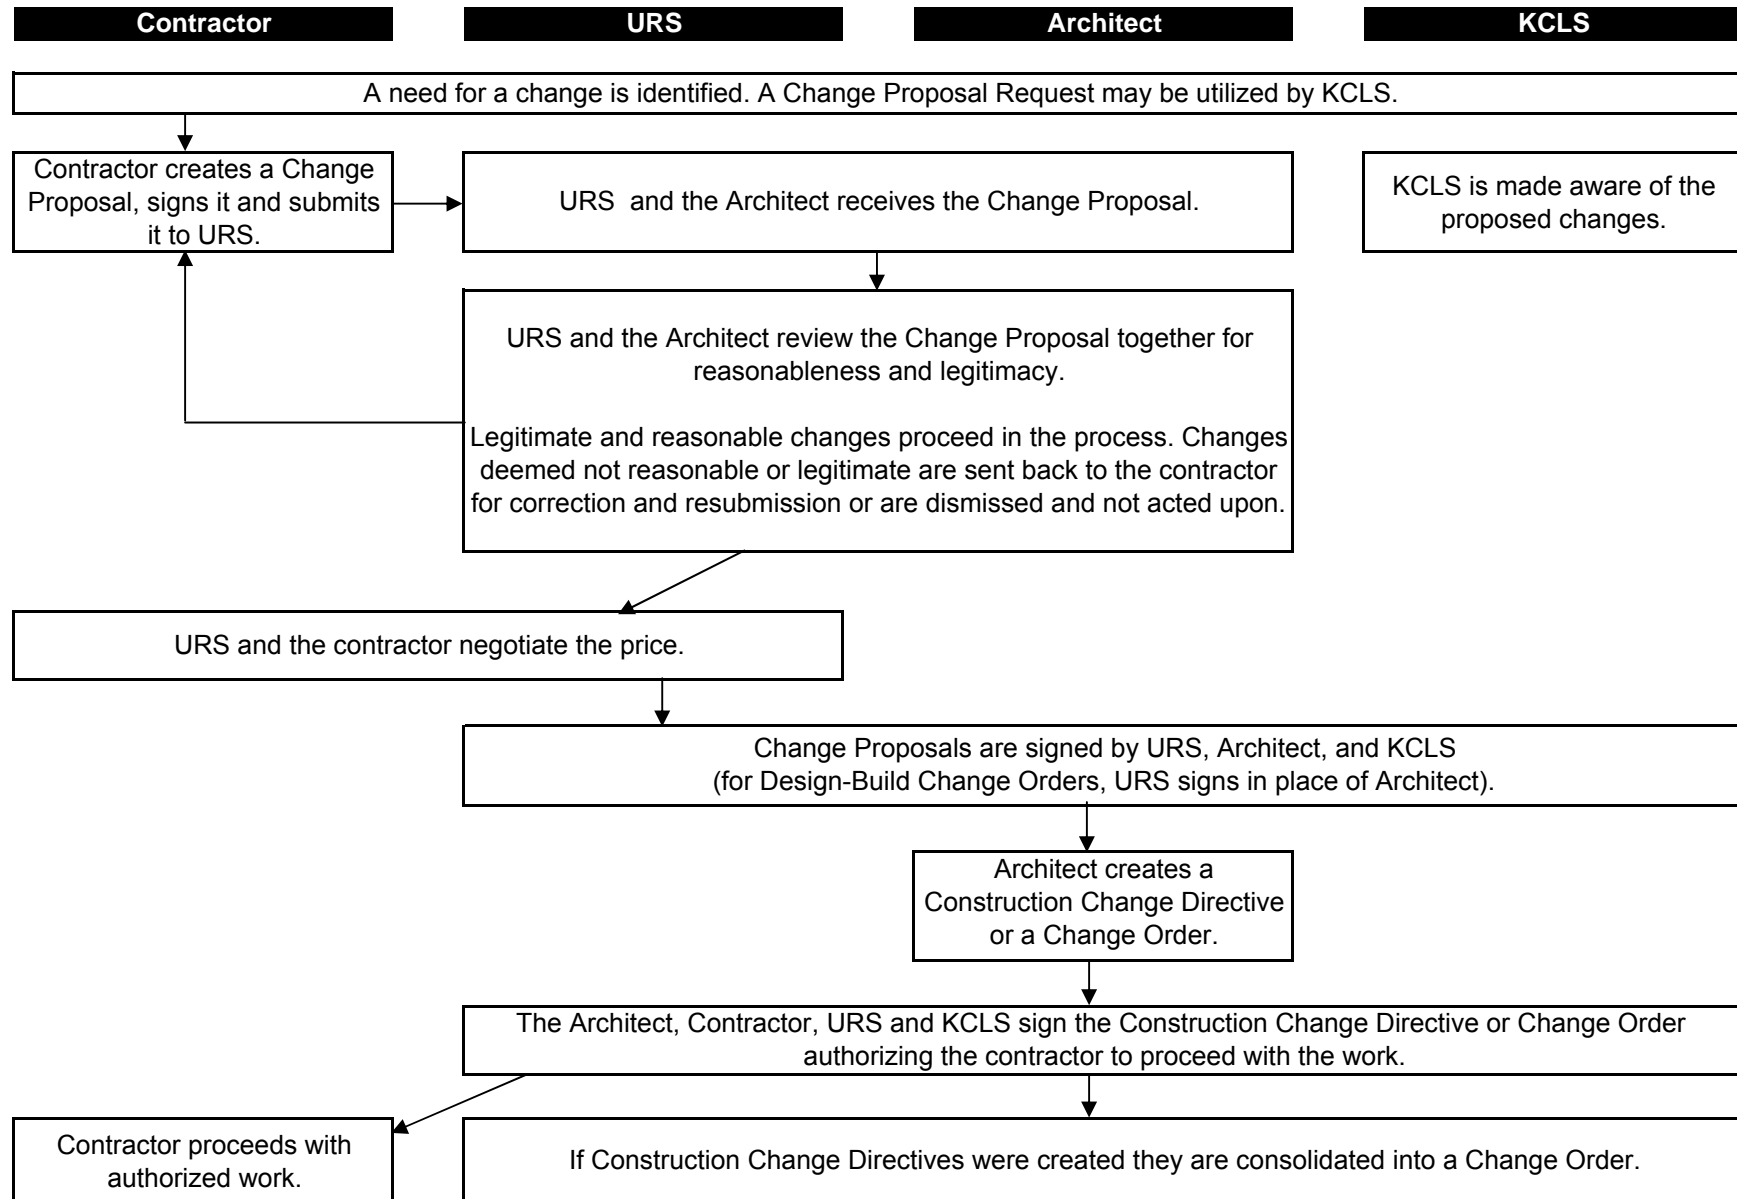 Contractor
URS
Architect
KCLS
A need for a change is identified. A Change Proposal Request may be utilized by KCLS.
Contractor creates a Change
Proposal, signs it and submits
it to URS.
URS  and the Architect receives the Change Proposal.
KCLS is made aware of the
proposed changes.
URS and the Architect review the Change Proposal together for
reasonableness and legitimacy.
Legitimate and reasonable changes proceed in the process. Changes
deemed not reasonable or legitimate are sent back to the contractor
for correction and resubmission or are dismissed and not acted upon.
URS and the contractor negotiate the price.
Change Proposals are signed by URS, Architect, and KCLS
(for Design-Build Change Orders, URS signs in place of Architect).
Architect creates a
Construction Change Directive
or a Change Order.
The Architect, Contractor, URS and KCLS sign the Construction Change Directive or Change Order
authorizing the contractor to proceed with the work.
Contractor proceeds with
authorized work.
If Construction Change Directives were created they are consolidated into a Change Order.